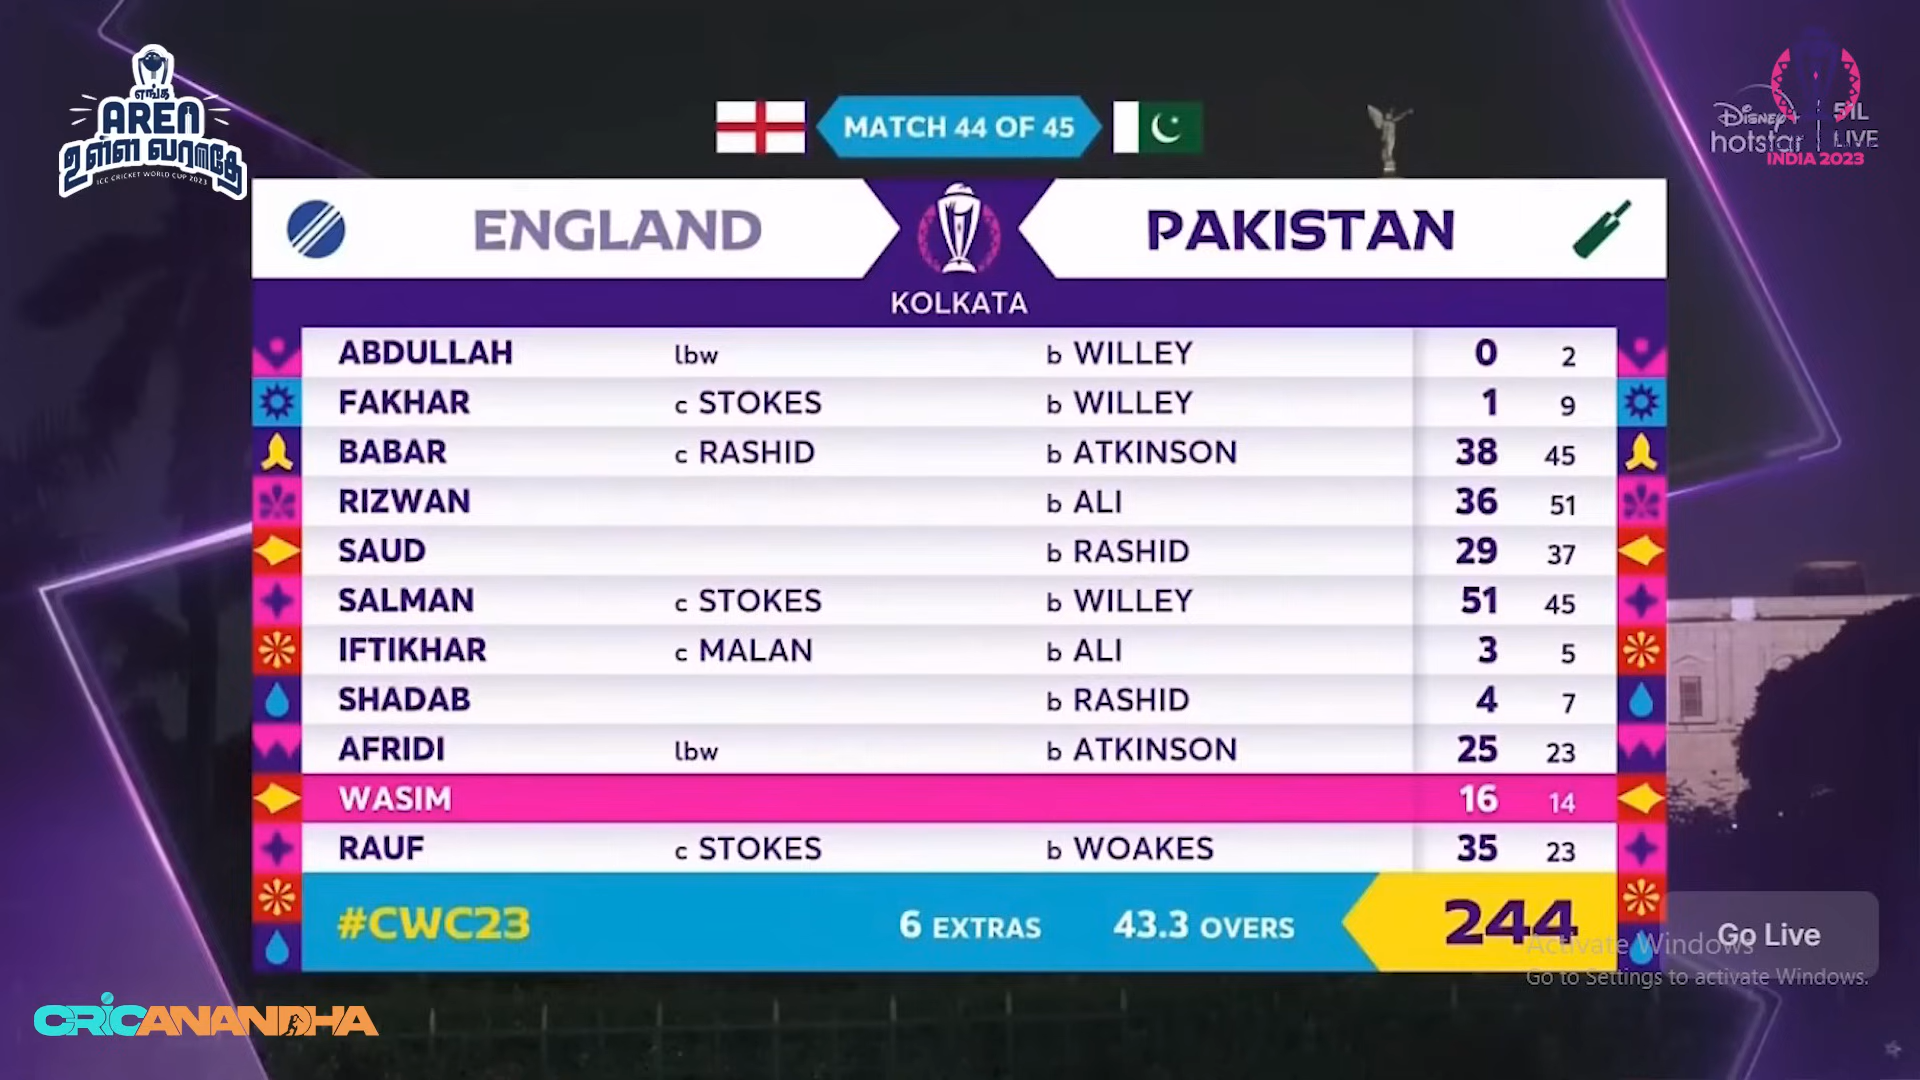 எங்க
AREA
உள்ள வராதே
ICC CRICKET WORLD CUP 2023
MATCH 44 OF 45
Disney+
hotstar
LIVE
INDIA 2023
ENGLAND
PAKISTAN
KOLKATA
ABDULLAH lbw b WILLEY 0 2
FAKHAR c STOKES b WILLEY 1 9
BABAR c RASHID b ATKINSON 38 45
RIZWAN b ALI 36 51
SAUD b RASHID 29 37
SALMAN c STOKES b WILLEY 51 45
IFTIKHAR c MALAN b ALI 3 5
SHADAB b RASHID 4 7
AFRIDI lbw b ATKINSON 25 23
WASIM 16 14
RAUF c STOKES b WOAKES 35 23
#CWC23 6 EXTRAS 43.3 OVERS 244
Go Live
Activate Windows
Go to Settings to activate Windows.
CRICANANDHA